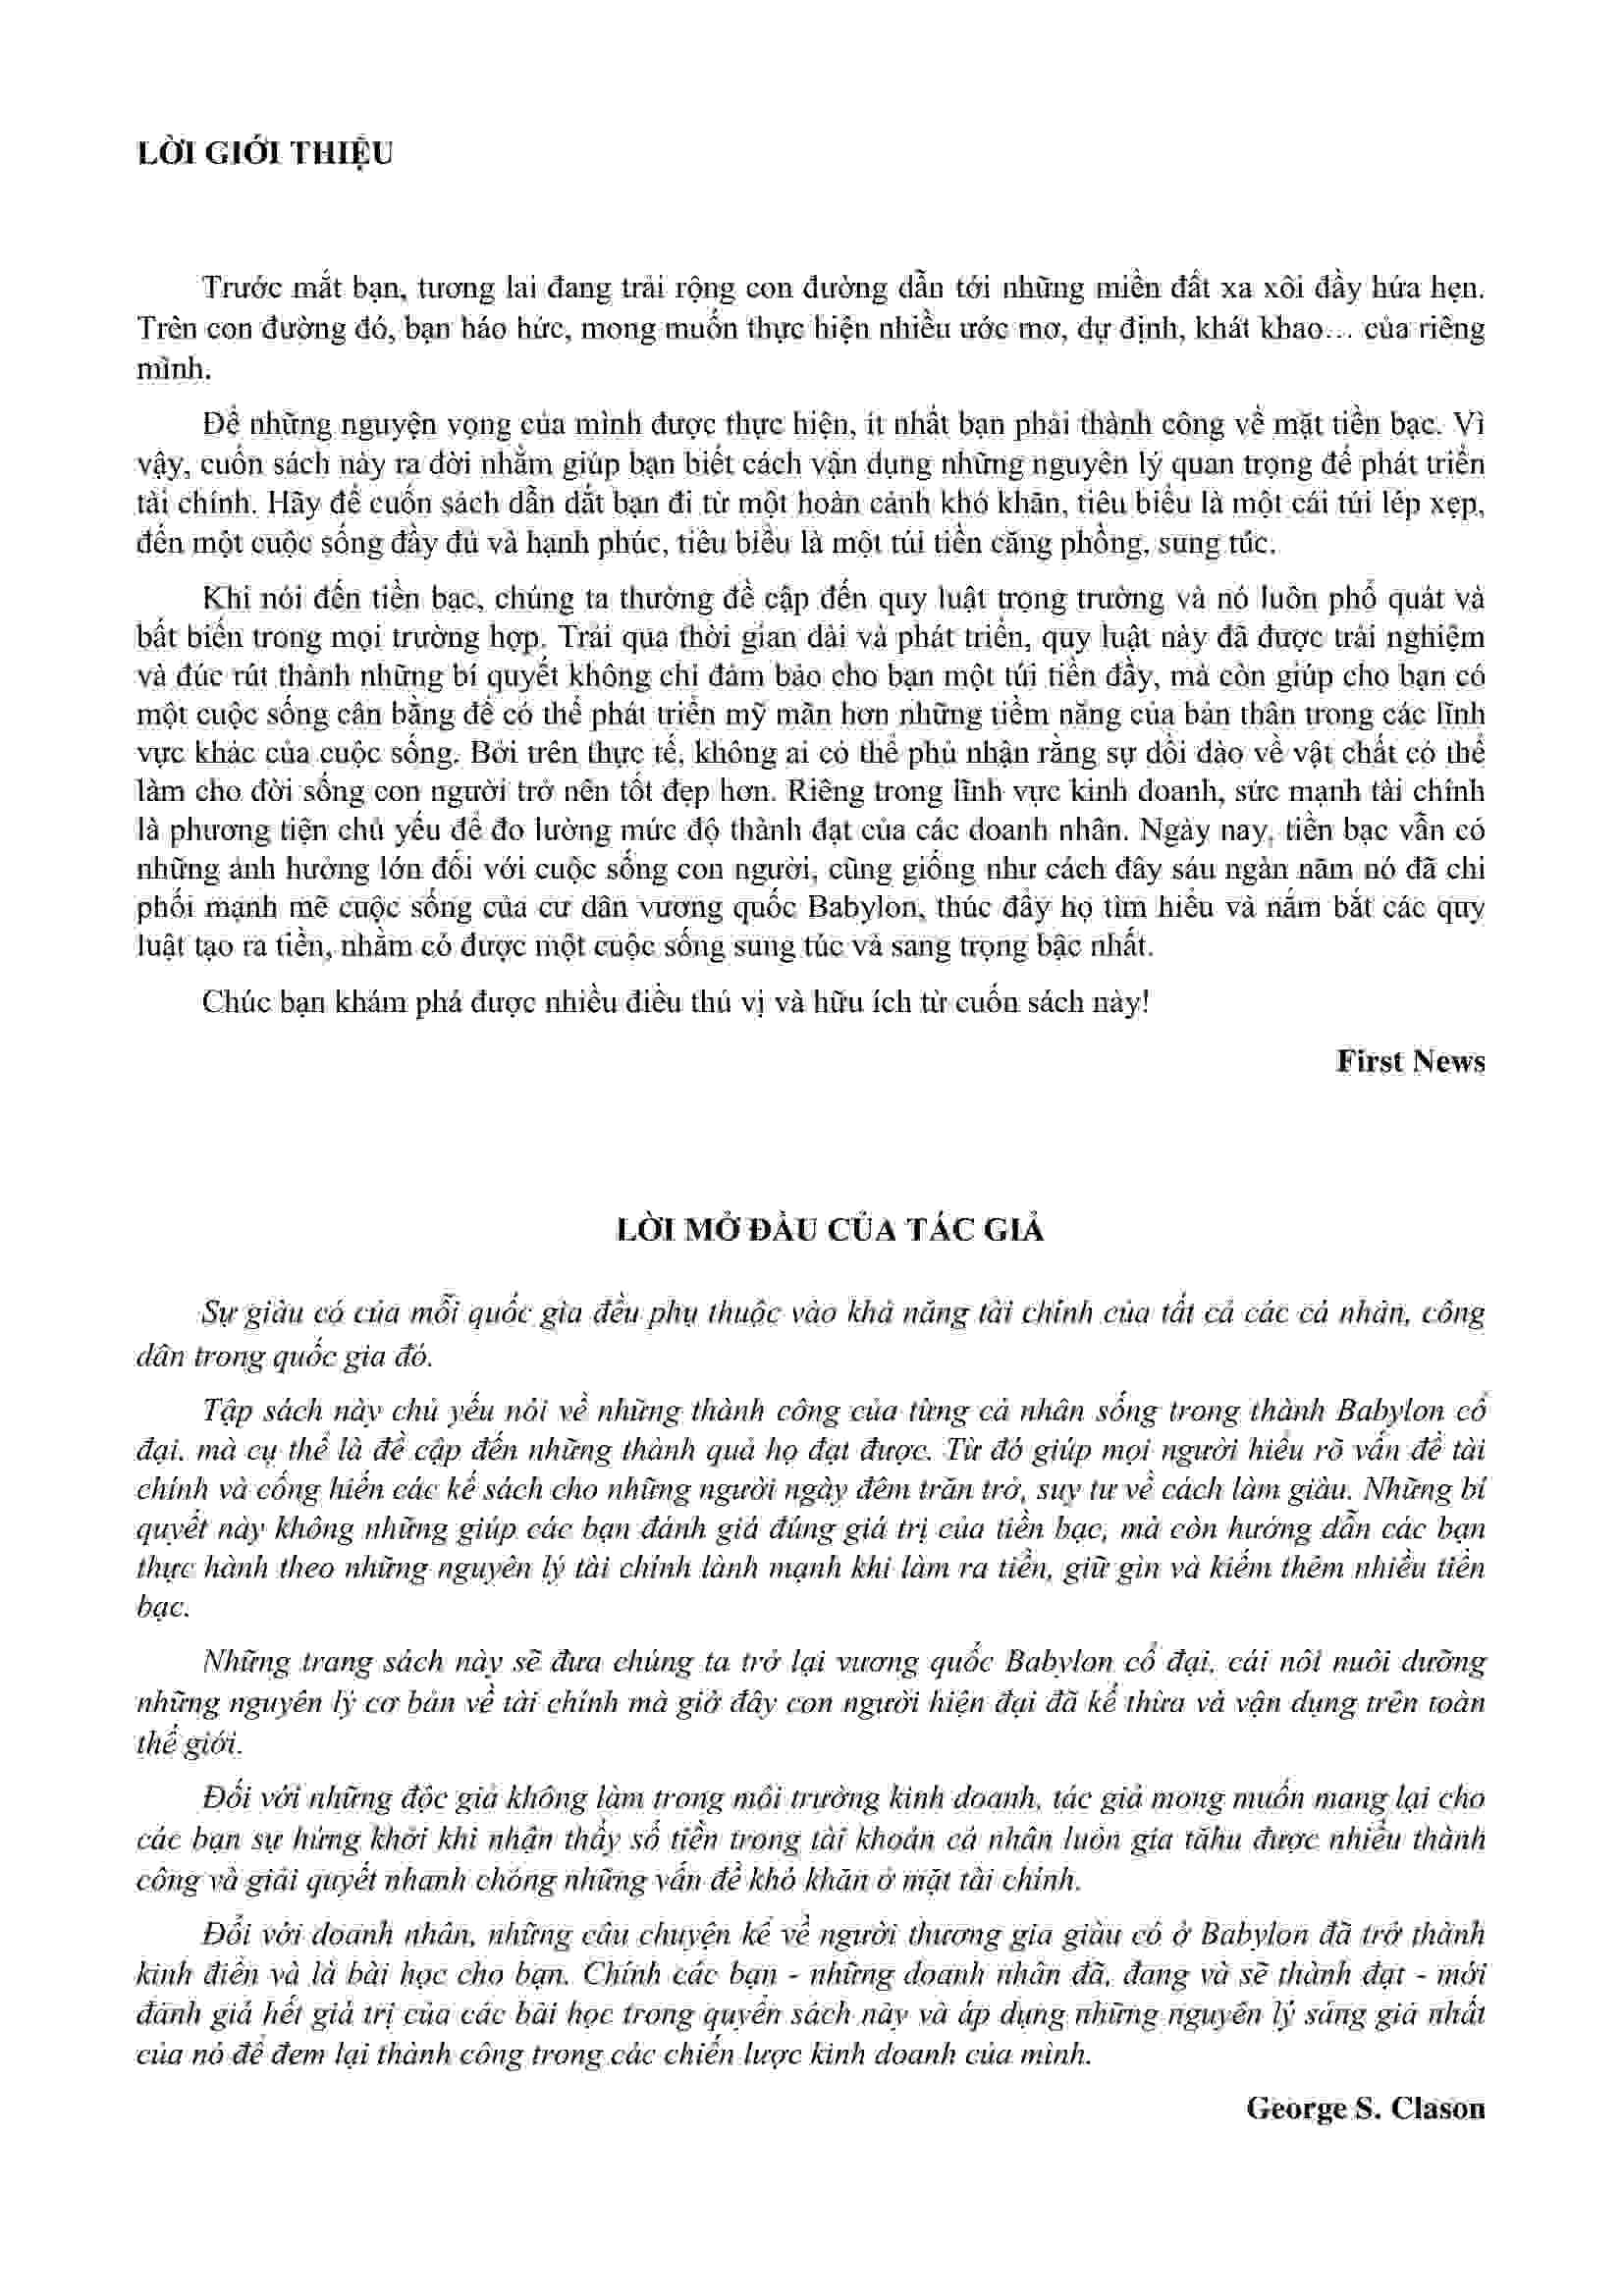 LỜI GIỚI THIỆU
Trước mắt bạn, tương lai đang trải rộng con đường dẫn tới những miền đất xa xôi đầy hứa hẹn.
Trên con đường đó, bạn háo hức, mong muốn thực hiện nhiều ước mơ, dự định, khát khao… của riêng
mình.
Để những nguyện vọng của mình được thực hiện, ít nhất bạn phải thành công về mặt tiền bạc. Vì
vậy, cuốn sách này ra đời nhằm giúp bạn biết cách vận dụng những nguyên lý quan trọng để phát triển
tài chính. Hãy để cuốn sách dẫn dắt bạn đi từ một hoàn cảnh khó khăn, tiêu biểu là một cái túi lép xẹp,
đến một cuộc sống đầy đủ và hạnh phúc, tiêu biểu là một túi tiền căng phồng, sung túc.
Khi nói đến tiền bạc, chúng ta thường đề cập đến quy luật trọng trường và nó luôn phổ quát và
bất biến trong mọi trường hợp. Trải qua thời gian dài và phát triển, quy luật này đã được trải nghiệm
và đúc rút thành những bí quyết không chỉ đảm bảo cho bạn một túi tiền đầy, mà còn giúp cho bạn có
một cuộc sống cân bằng để có thể phát triển mỹ mãn hơn những tiềm năng của bản thân trong các lĩnh
vực khác của cuộc sống. Bởi trên thực tế, không ai có thể phủ nhận rằng sự dồi dào về vật chất có thể
làm cho đời sống con người trở nên tốt đẹp hơn. Riêng trong lĩnh vực kinh doanh, sức mạnh tài chính
là phương tiện chủ yếu để đo lường mức độ thành đạt của các doanh nhân. Ngày nay, tiền bạc vẫn có
những ảnh hưởng lớn đối với cuộc sống con người, cũng giống như cách đây sáu ngàn năm nó đã chi
phối mạnh mẽ cuộc sống của cư dân vương quốc Babylon, thúc đẩy họ tìm hiểu và nắm bắt các quy
luật tạo ra tiền, nhằm có được một cuộc sống sung túc và sang trọng bậc nhất.
Chúc bạn khám phá được nhiều điều thú vị và hữu ích từ cuốn sách này!
First News
LỜI MỞ ĐẦU CỦA TÁC GIẢ
Sự giàu có của mỗi quốc gia đều phụ thuộc vào khả năng tài chính của tất cả các cá nhân, công
dân trong quốc gia đó.
Tập sách này chủ yếu nói về những thành công của từng cá nhân sống trong thành Babylon cổ
đại, mà cụ thể là đề cập đến những thành quả họ đạt được. Từ đó giúp mọi người hiểu rõ vấn đề tài
chính và cống hiến các kế sách cho những người ngày đêm trăn trở, suy tư về cách làm giàu. Những bí
quyết này không những giúp các bạn đánh giá đúng giá trị của tiền bạc, mà còn hướng dẫn các bạn
thực hành theo những nguyên lý tài chính lành mạnh khi làm ra tiền, giữ gìn và kiếm thêm nhiều tiền
bạc.
Những trang sách này sẽ đưa chúng ta trở lại vương quốc Babylon cổ đại, cái nôi nuôi dưỡng
những nguyên lý cơ bản về tài chính mà giờ đây con người hiện đại đã kế thừa và vận dụng trên toàn
thế giới.
Đối với những độc giả không làm trong môi trường kinh doanh, tác giả mong muốn mang lại cho
các bạn sự hứng khởi khi nhận thấy số tiền trong tài khoản cá nhân luôn gia tăhu được nhiều thành
công và giải quyết nhanh chóng những vấn đề khó khăn ở mặt tài chính.
Đối với doanh nhân, những câu chuyện kể về người thương gia giàu có ở Babylon đã trở thành
kinh điển và là bài học cho bạn. Chính các bạn - những doanh nhân đã, đang và sẽ thành đạt - mới
đánh giá hết giá trị của các bài học trong quyển sách này và áp dụng những nguyên lý sáng giá nhất
của nó để đem lại thành công trong các chiến lược kinh doanh của mình.
George S. Clason